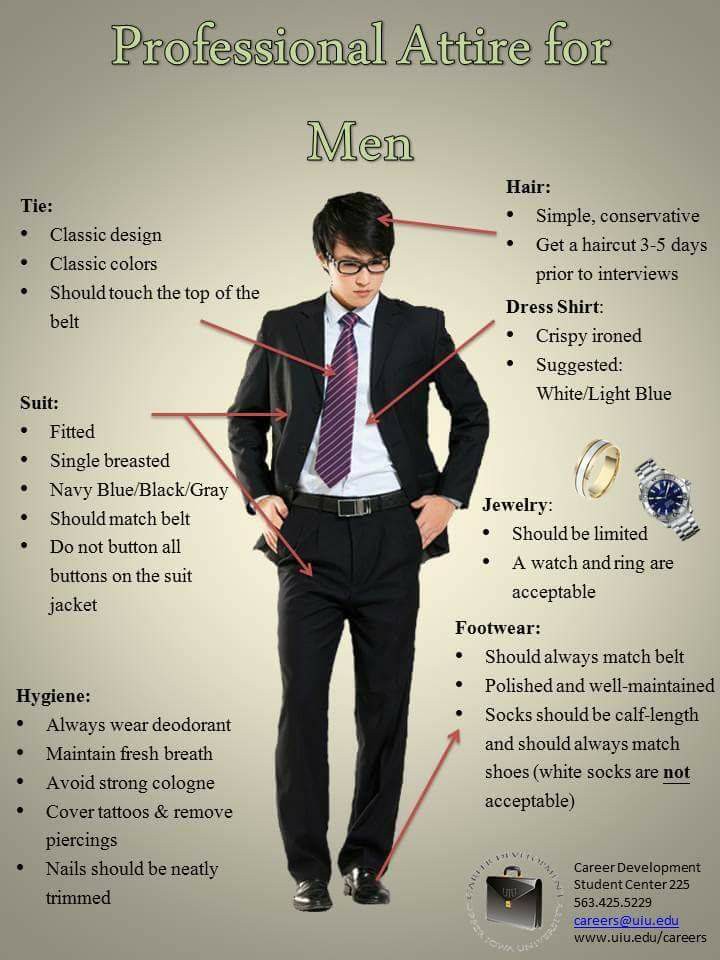 Professional Attire for
Men
Tie:
• Classic design
• Classic colors
• Should touch the top of the
belt
Suit:
• Fitted
• Single breasted
• Navy Blue/Black/Gray
• Should match belt
• Do not button all
buttons on the suit
jacket
Hygiene:
• Always wear deodorant
• Maintain fresh breath
• Avoid strong cologne
• Cover tattoos & remove
piercings
• Nails should be neatly
trimmed
Hair:
• Simple, conservative
• Get a haircut 3-5 days
prior to interviews
Dress Shirt:
• Crispy ironed
• Suggested:
White/Light Blue
Jewelry:
• Should be limited
• A watch and ring are
acceptable
Footwear:
• Should always match belt
• Polished and well-maintained
• Socks should be calf-length
and should always match
shoes (white socks are not
acceptable)
CAREER DEVELOPMENT
UIU
UPPER IOWA UNIVERSITY
Career Development
Student Center 225
563.425.5229
careers@uiu.edu
www.uiu.edu/careers